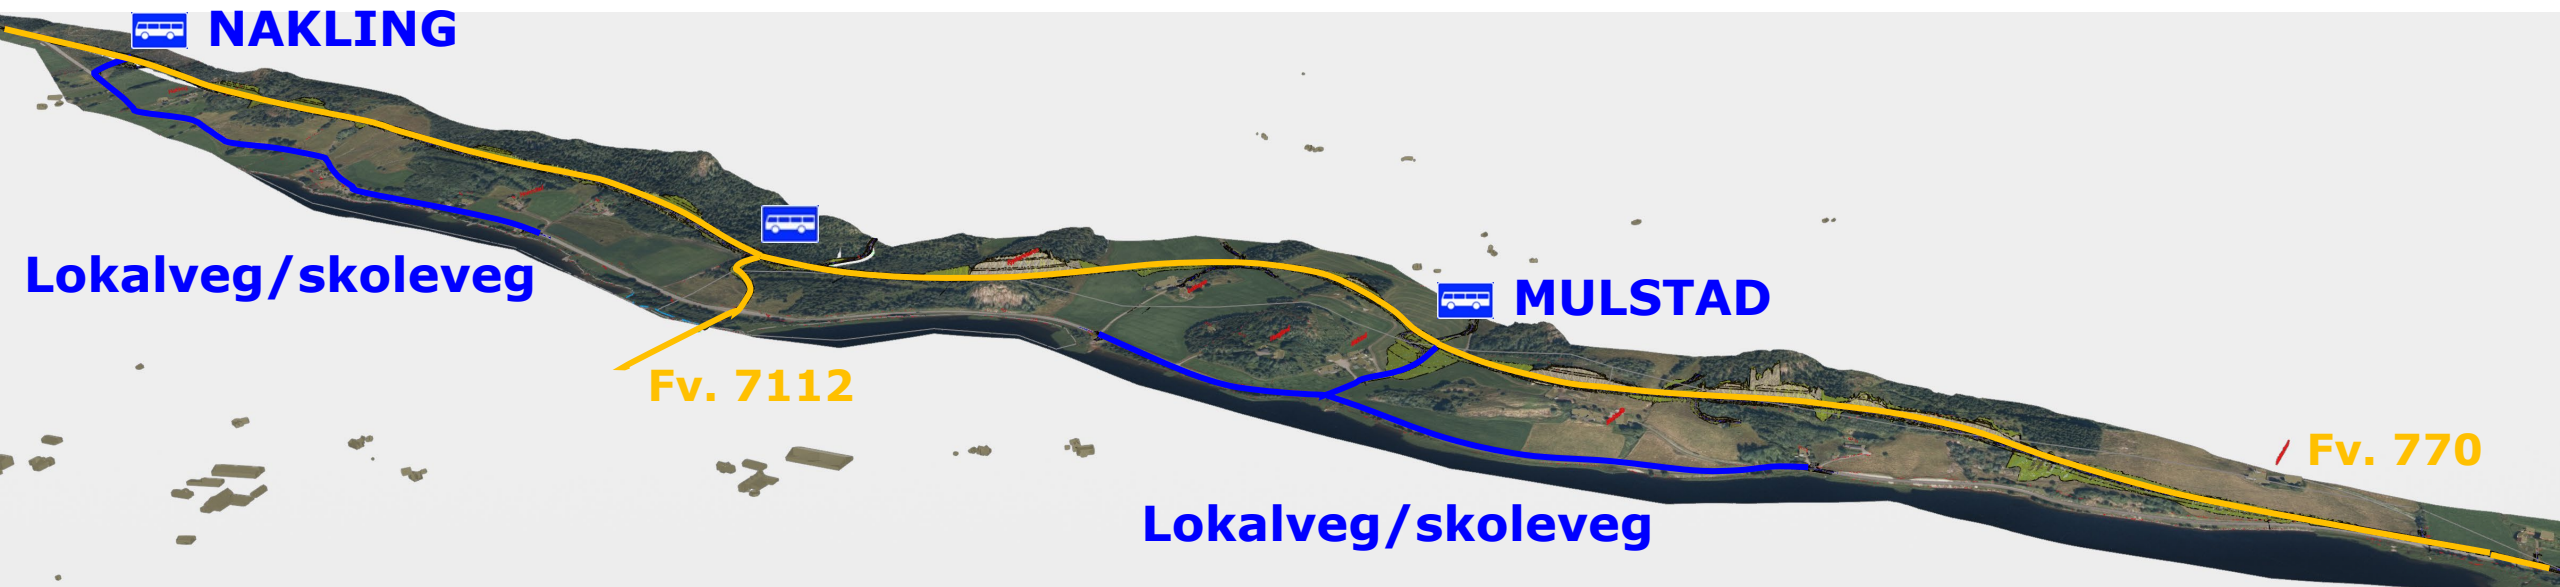 NAKLING
Lokalveg/skoleveg
MULSTAD
Fv. 7112
Fv. 770
Lokalveg/skoleveg